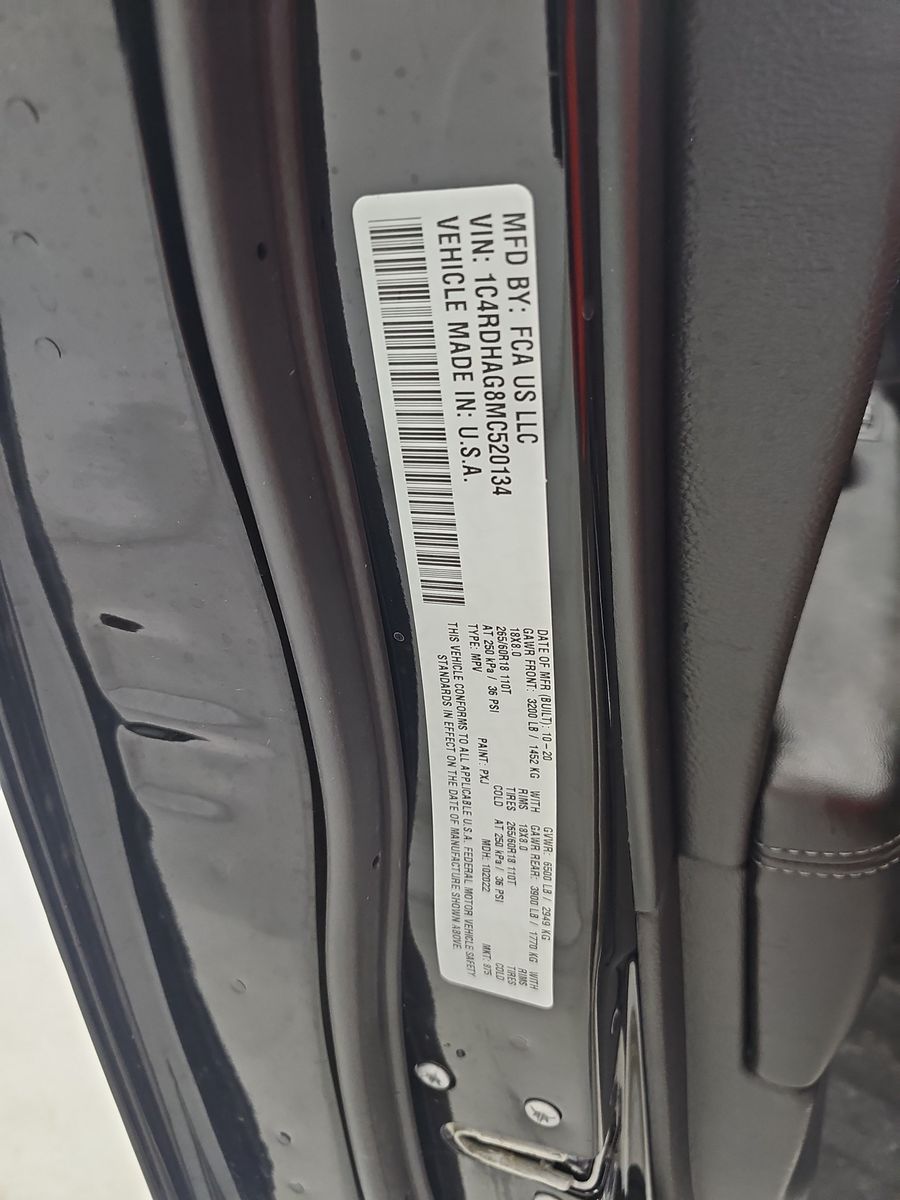 MFD BY: FCA US LLC
VIN: 1C4RDHAG8MC520134
VEHICLE MADE IN: U.S.A.
DATE OF MFR (BUILT): 10-20 GVWR: 6500 LB / 2949 KG
GAWR FRONT: 3200 LB / 1452 KG WITH GAWR REAR: 3900 LB / 1770 KG WITH
18X8.0 RIMS 18X8.0 RIMS
265/60R18 110T TIRES 265/60R18 110T TIRES
AT 250 kPa / 36 PSI COLD AT 250 kPa / 36 PSI COLD
TYPE: MPV PAINT: PXJ MDH: 102022 MKT: 875
THIS VEHICLE CONFORMS TO ALL APPLICABLE U.S.A. FEDERAL MOTOR VEHICLE SAFETY
STANDARDS IN EFFECT ON THE DATE OF MANUFACTURE SHOWN ABOVE.